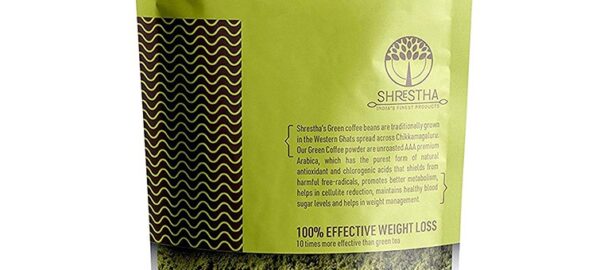 SHRESTHA
INDIA'S FINEST PRODUCTS
Shrestha's Green coffee beans are traditionally grown
in the Western Ghats spread across Chikkamagaluru.
Our Green Coffee powder are unroasted AAA premium
Arabica, which has the purest form of natural
antioxidant and chlorogenic acids that shields from
harmful free-radicals, promotes better metabolism,
helps in cellulite reduction, maintains healthy blood
sugar levels and helps in weight management.
100% EFFECTIVE WEIGHT LOSS
10 times more effective than green tea